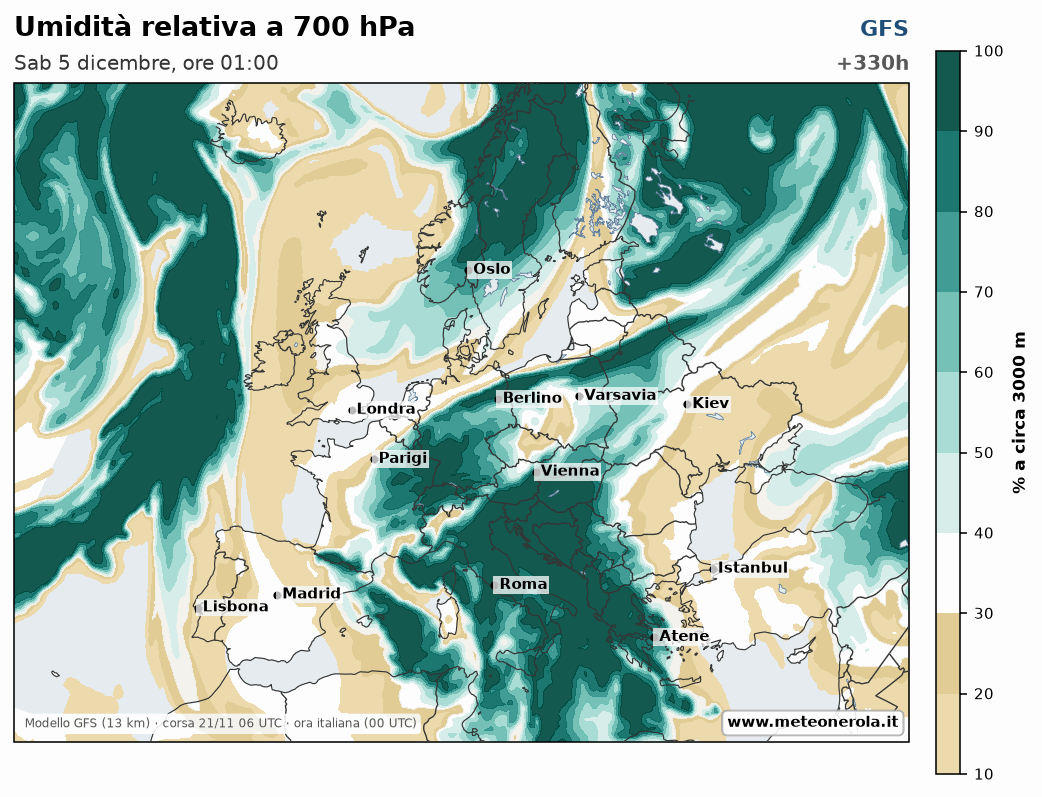 Umidità relativa a 700 hPa
GFS
Sab 5 dicembre, ore 01:00
+330h
100
90
80
70
60
50
40
30
20
10
% a circa 3000 m
Oslo
Londra
Berlino
Varsavia
Kiev
Parigi
Vienna
Istanbul
Roma
Madrid
Lisbona
Atene
Modello GFS (13 km) · corsa 21/11 06 UTC · ora italiana (00 UTC)
www.meteonerola.it